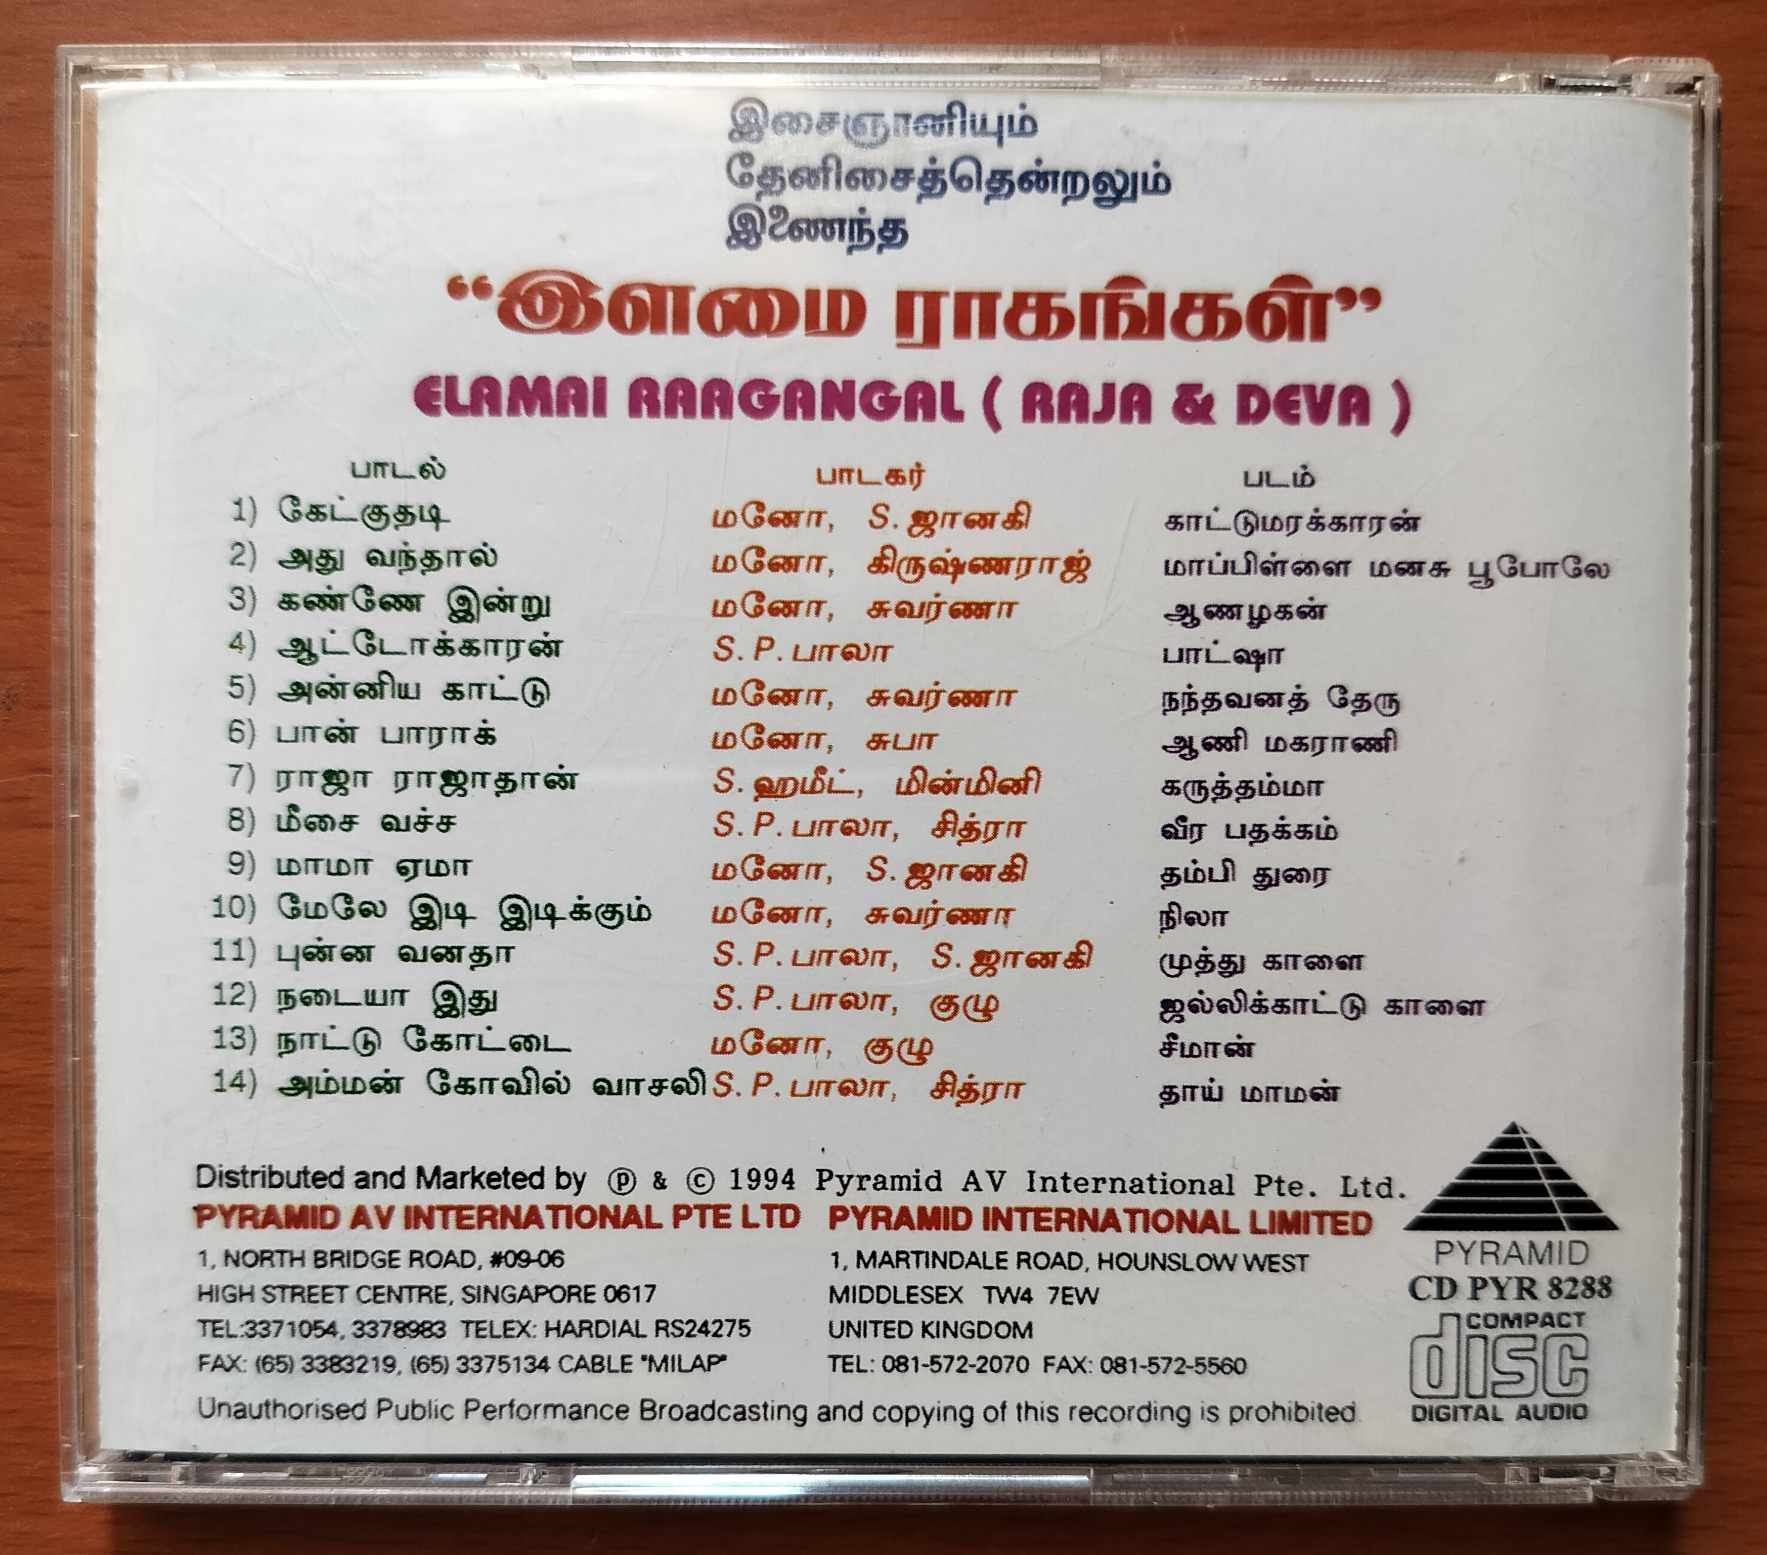 இசைஞானியும்
தேனிசைத்தென்றலும்
இணைந்த
“இளமை ராகங்கள்”
ELAMAI RAAGANGAL ( RAJA & DEVA )
பாடல் பாடகர் படம்
1) கேட்குதடி மனோ, S. ஜானகி காட்டுமரக்காரன்
2) அது வந்தால் மனோ, கிருஷ்ணராஜ் மாப்பிள்ளை மனசு பூபோலே
3) கண்ணே இன்று மனோ, சுவர்ணா ஆணழகன்
4) ஆட்டோக்காரன் S. P. பாலா பாட்ஷா
5) அன்னிய காட்டு மனோ, சுவர்ணா நந்தவனத் தேரு
6) பான் பாராக் மனோ, சுபா ஆணி மகராணி
7) ராஜா ராஜாதான் S. ஹமீட், மின்மினி கருத்தம்மா
8) மீசை வச்ச S. P. பாலா, சித்ரா வீர பதக்கம்
9) மாமா ஏமா மனோ, S. ஜானகி தம்பி துரை
10) மேலே இடி இடிக்கும் மனோ, சுவர்ணா நிலா
11) புன்ன வனதா S. P. பாலா, S. ஜானகி முத்து காளை
12) நடையா இது S. P. பாலா, குழு ஜல்லிக்காட்டு காளை
13) நாட்டு கோட்டை மனோ, குழு சீமான்
14) அம்மன் கோவில் வாசலி S. P. பாலா, சித்ரா தாய் மாமன்
Distributed and Marketed by ℗ & © 1994 Pyramid AV International Pte. Ltd.
PYRAMID AV INTERNATIONAL PTE LTD PYRAMID INTERNATIONAL LIMITED
1, NORTH BRIDGE ROAD, #09-06 1, MARTINDALE ROAD, HOUNSLOW WEST
HIGH STREET CENTRE, SINGAPORE 0617 MIDDLESEX TW4 7EW
TEL:3371054, 3378983 TELEX: HARDIAL RS24275 UNITED KINGDOM
FAX: (65) 3383219, (65) 3375134 CABLE "MILAP" TEL: 081-572-2070 FAX: 081-572-5560
Unauthorised Public Performance Broadcasting and copying of this recording is prohibited
PYRAMID
CD PYR 8288
COMPACT
disc
DIGITAL AUDIO